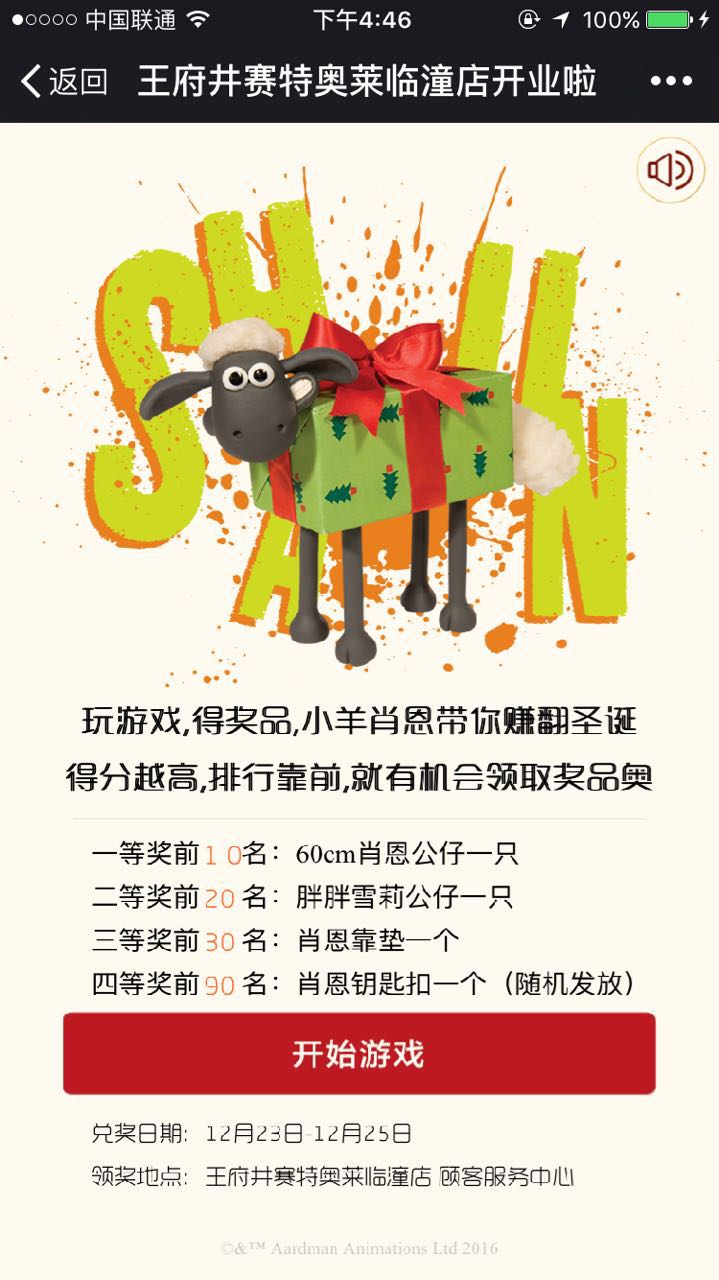 中国联通 下午4:46 100%
返回 王府井赛特奥莱临潼店开业啦
SHAUN
玩游戏,得奖品,小羊肖恩带你赚翻圣诞
得分越高,排行靠前,就有机会领取奖品奥
一等奖前10名：60cm肖恩公仔一只
二等奖前20名：胖胖雪莉公仔一只
三等奖前30名：肖恩靠垫一个
四等奖前90名：肖恩钥匙扣一个（随机发放）
开始游戏
兑奖日期：12月23日-12月25日
领奖地点：王府井赛特奥莱临潼店 顾客服务中心
©&™ Aardman Animations Ltd 2016